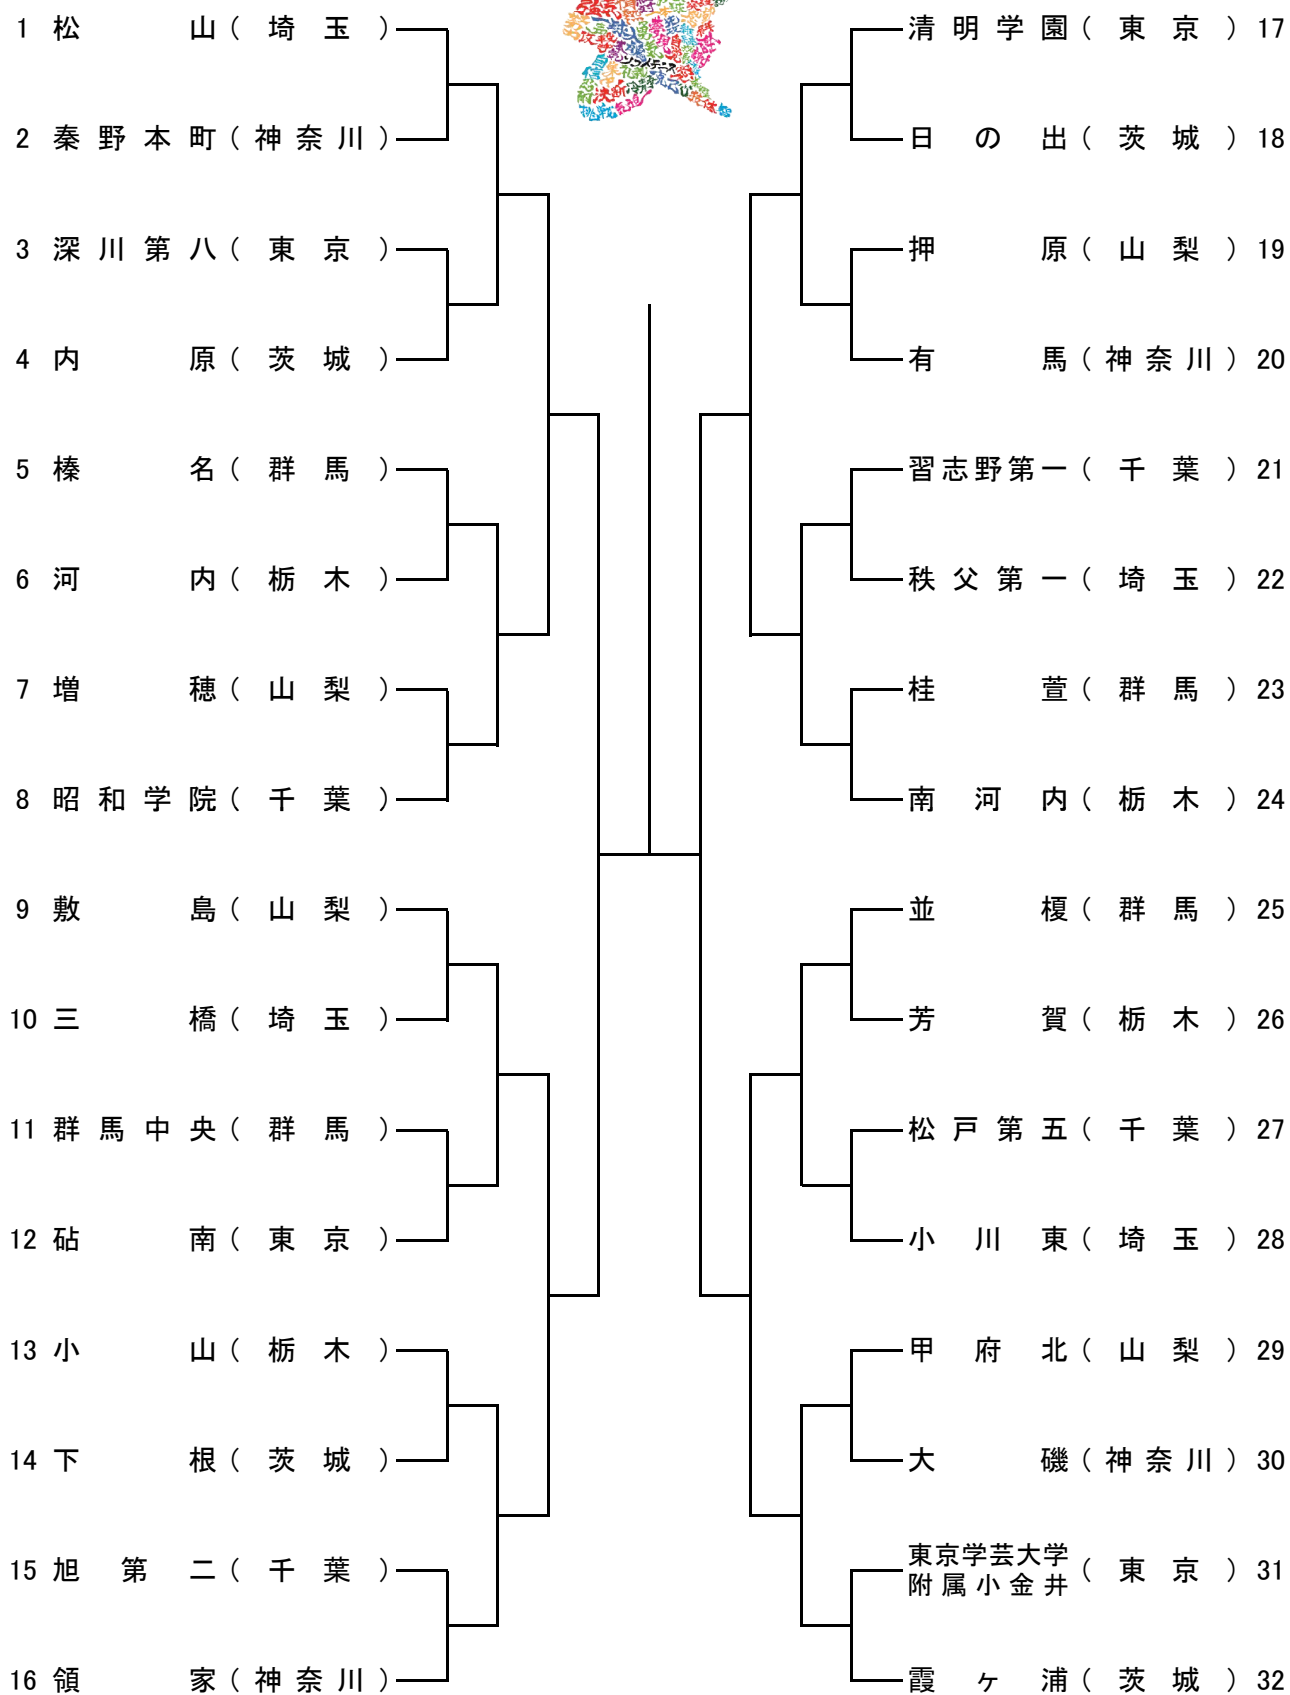 1 松山（埼玉）
2 秦野本町（神奈川）
3 深川第八（東京）
4 内原（茨城）
5 榛名（群馬）
6 河内（栃木）
7 増穂（山梨）
8 昭和学院（千葉）
9 敷島（山梨）
10 三橋（埼玉）
11 群馬中央（群馬）
12 砧南（東京）
13 小山（栃木）
14 下根（茨城）
15 旭第二（千葉）
16 領家（神奈川）
ソフトテニス
清明学園（東京）17
日の出（茨城）18
押原（山梨）19
有馬（神奈川）20
習志野第一（千葉）21
秩父第一（埼玉）22
桂萱（群馬）23
南河内（栃木）24
並榎（群馬）25
芳賀（栃木）26
松戸第五（千葉）27
小川東（埼玉）28
甲府北（山梨）29
大磯（神奈川）30
東京学芸大学
附属小金井（東京）31
霞ヶ浦（茨城）32